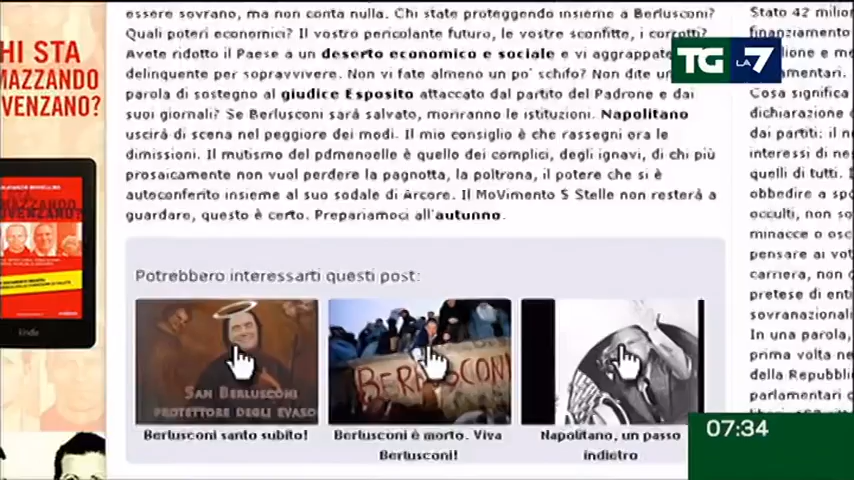 HI STA
MAZZANDO
VENZANO?
essere sovrano, ma non conta nulla. Chi state proteggendo insieme a Berlusconi?
Quali poteri economici? Il vostro pericolante futuro, le vostre sconfitte, i corrotti?
Avete ridotto il Paese a un deserto economico e sociale e vi aggrappate
delinquente per sopravvivere. Non vi fate almeno un po' schifo? Non dite un
parola di sostegno al giudice Esposito attaccato dal partito del Padrone e dai
suoi giornali? Se Berlusconi sarà salvato, moriranno le istituzioni. Napolitano
uscirà di scena nel peggiore dei modi. Il mio consiglio è che rassegni ora le
dimissioni. Il mutismo del pdmenoelle è quello dei complici, degli ignavi, di chi più
prosaicamente non vuol perdere la pagnotta, la poltrona, il potere che si è
autoconferito insieme al suo sodale di Arcore. Il MoVimento 5 Stelle non resterà a
guardare, questo è certo. Prepariamoci all'autunno.
Potrebbero interessarti questi post:
SAN BERLUSCONI
PROTETTORE DEGLI EVASO
BERLUSCONI
Berlusconi santo subito!
Berlusconi è morto. Viva
Berlusconi!
Napolitano, un passo
indietro
TG LA 7
Stato 42 milion
finanziamento
lione e me
mentari.
Cosa significa
dichiarazione
dai partiti: il n
interessi di ne
quelli di tutti.
obbedire a sp
occulti, non so
minacce o osc
pensare ai vot
carriera, non
pretese di enti
sovranazionali
In una parola,
prima volta ne
della Repubbli
parlamentari
07:34
kindle